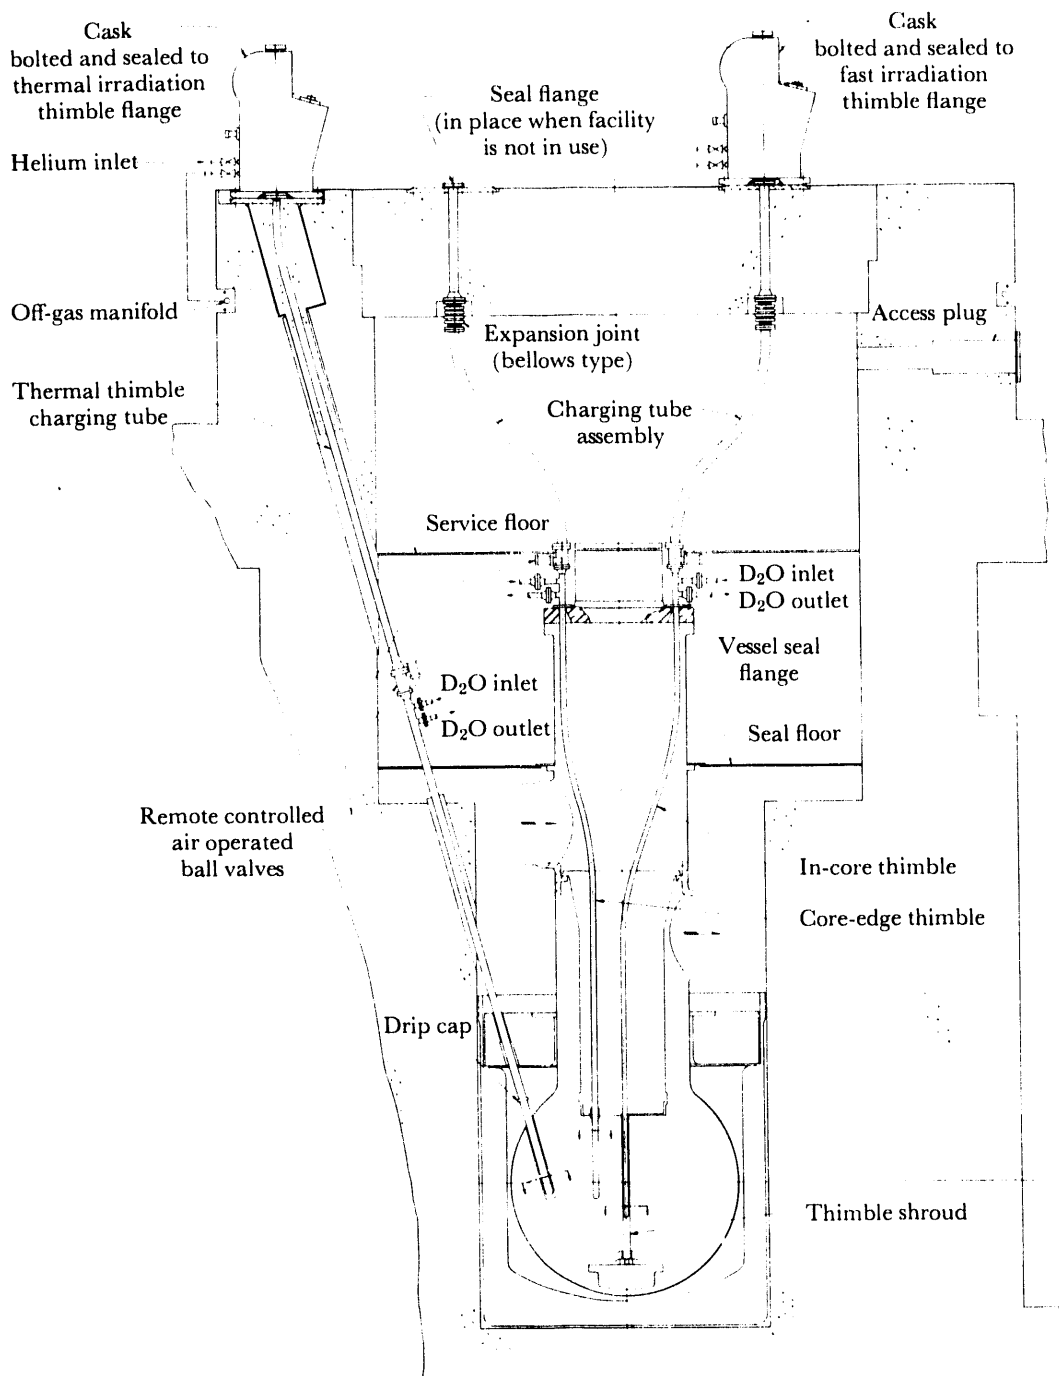 Cask
bolted and sealed to
thermal irradiation
thimble flange
Cask
bolted and sealed to
fast irradiation
thimble flange
Seal flange
(in place when facility
is not in use)
Helium inlet
Off-gas manifold
Access plug
Expansion joint
(bellows type)
Thermal thimble
charging tube
Charging tube
assembly
Service floor
D₂O inlet
D₂O outlet
Vessel seal
flange
D₂O inlet
D₂O outlet
Seal floor
Remote controlled
air operated
ball valves
In-core thimble
Core-edge thimble
Drip cap
Thimble shroud